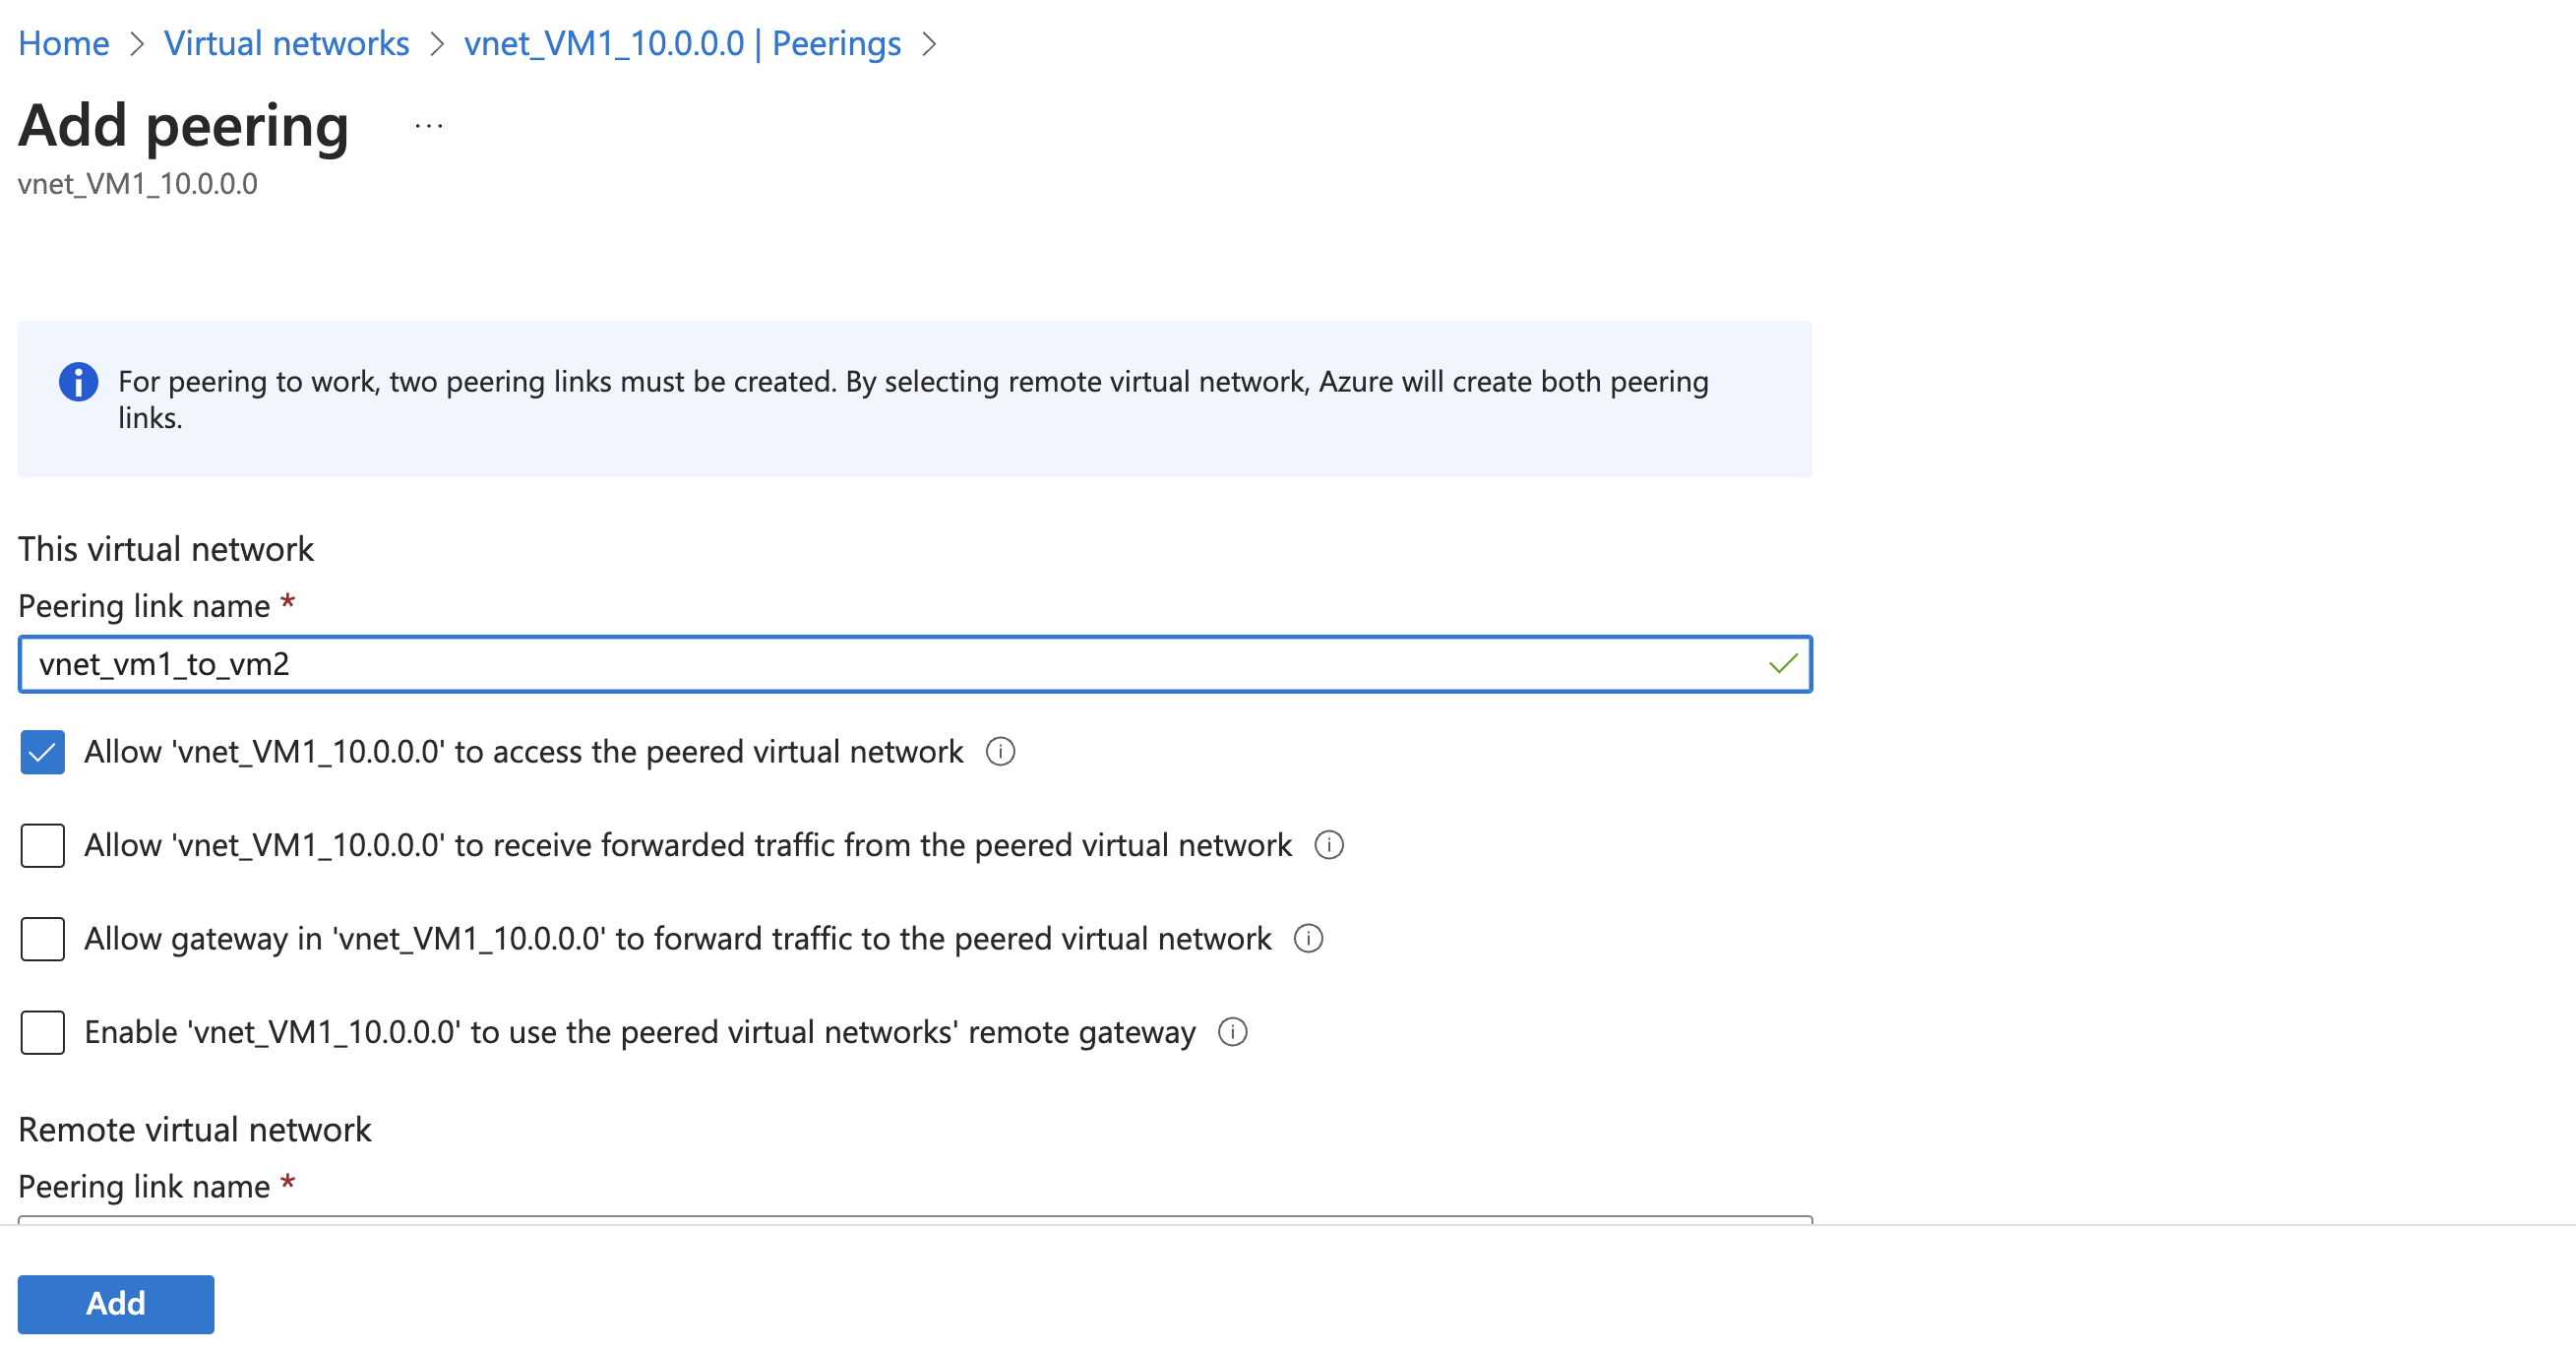 Home > Virtual networks > vnet_VM1_10.0.0.0 | Peerings >
Add peering ...
vnet_VM1_10.0.0.0
For peering to work, two peering links must be created. By selecting remote virtual network, Azure will create both peering
links.
This virtual network
Peering link name *
vnet_vm1_to_vm2
Allow 'vnet_VM1_10.0.0.0' to access the peered virtual network
Allow 'vnet_VM1_10.0.0.0' to receive forwarded traffic from the peered virtual network
Allow gateway in 'vnet_VM1_10.0.0.0' to forward traffic to the peered virtual network
Enable 'vnet_VM1_10.0.0.0' to use the peered virtual networks' remote gateway
Remote virtual network
Peering link name *
Add